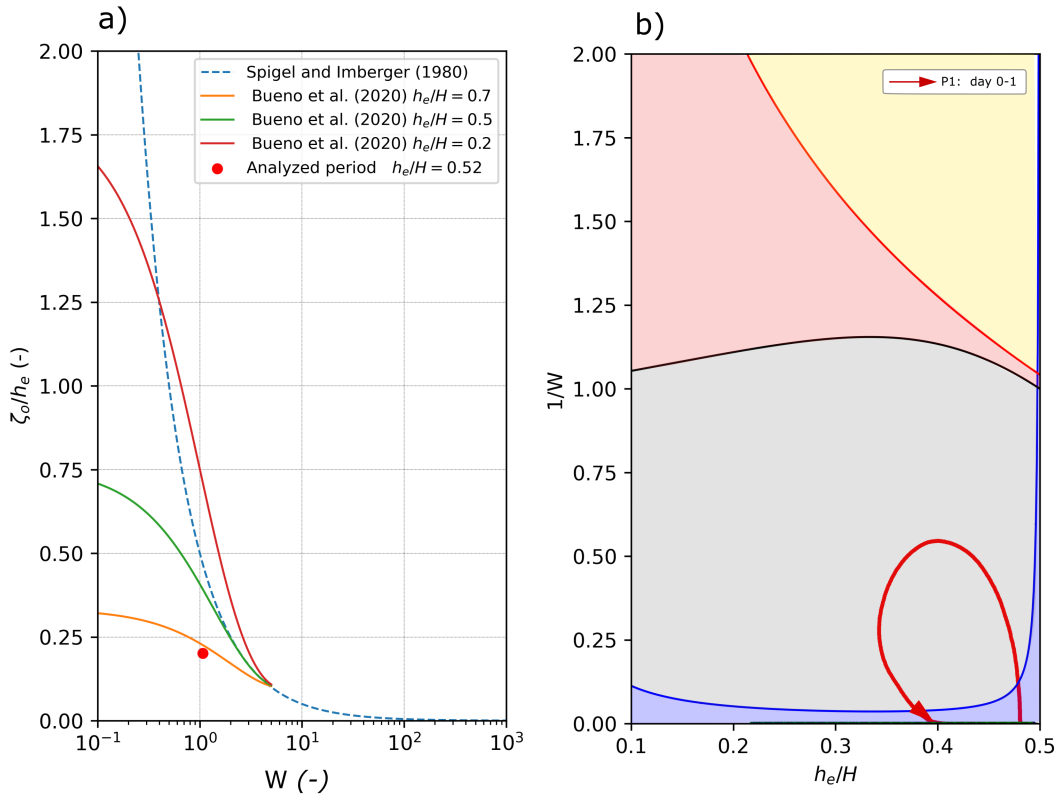 a)
2.00
1.75
1.50
1.25
1.00
0.75
0.50
0.25
0.00
ζ₀/hₑ (-)
10⁻¹ 10⁰ 10¹ 10² 10³
W (-)
Spigel and Imberger (1980)
Bueno et al. (2020) hₑ/H = 0.7
Bueno et al. (2020) hₑ/H = 0.5
Bueno et al. (2020) hₑ/H = 0.2
Analyzed period hₑ/H = 0.52
b)
2.00
1.75
1.50
1.25
1.00
0.75
0.50
0.25
0.00
1/W
0.1 0.2 0.3 0.4 0.5
hₑ/H
P1: day 0-1